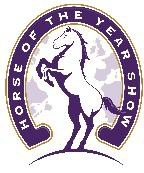 HORSE OF THE YEAR SHOW